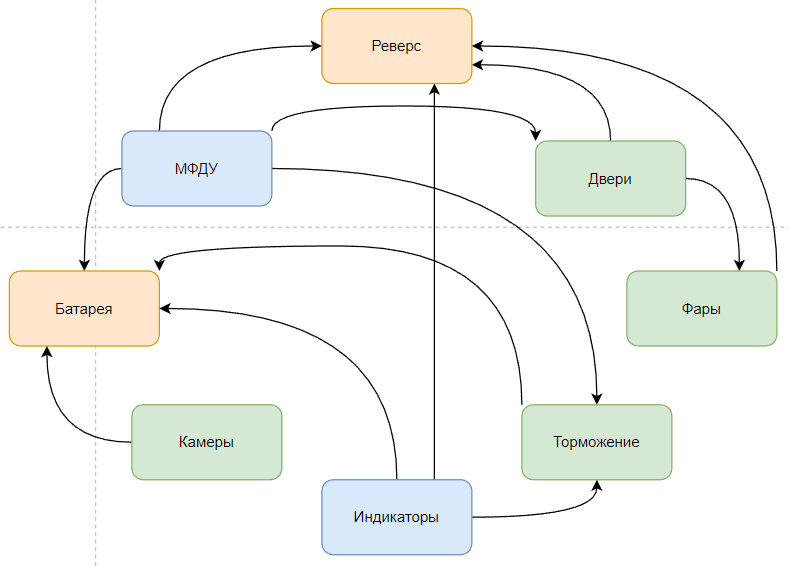 Реверс
МФДУ
Двери
Батарея
Фары
Камеры
Торможение
Индикаторы